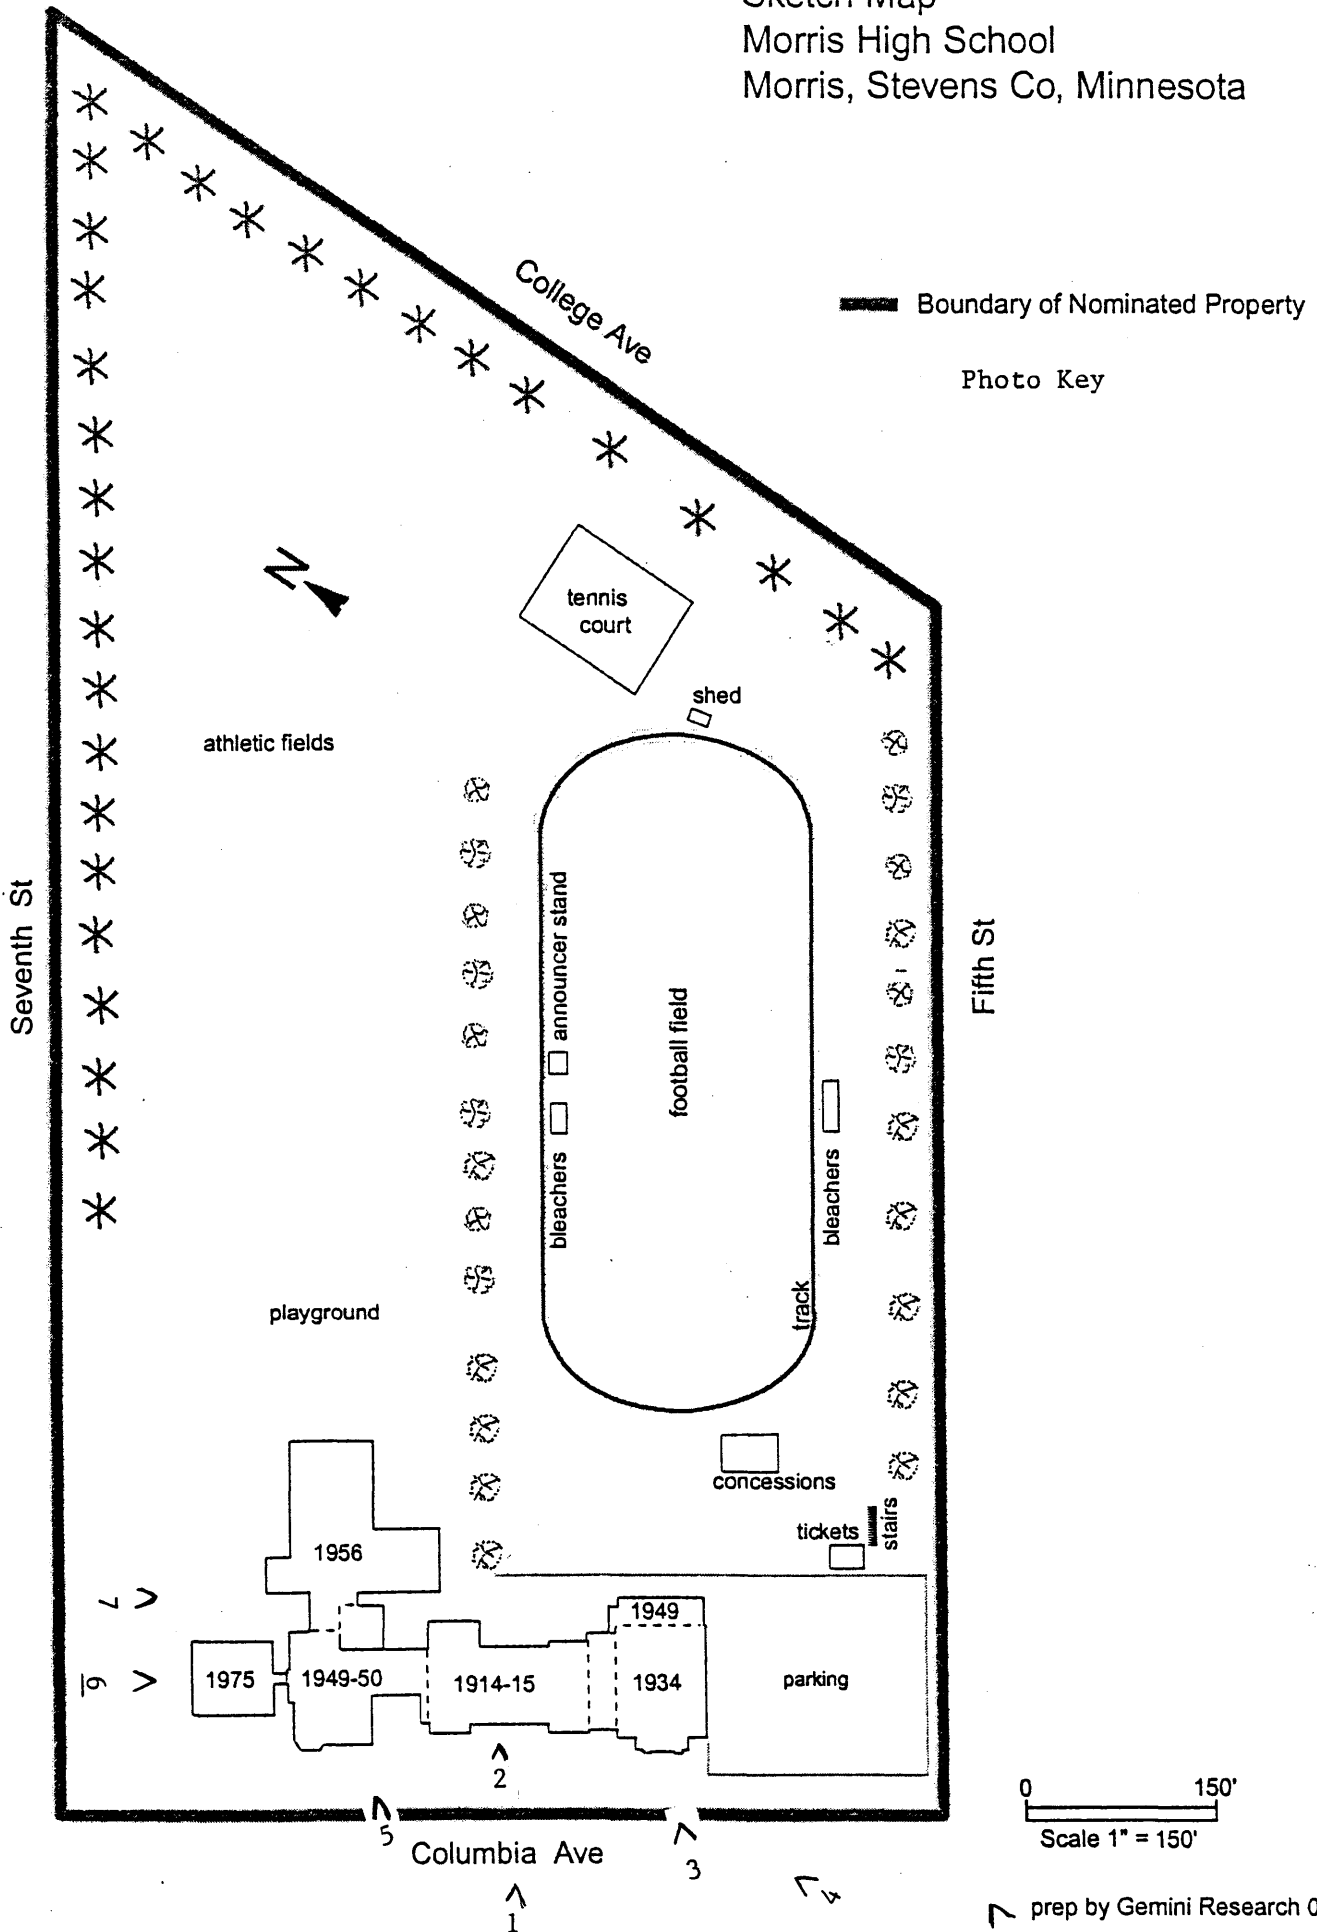 Sketch Map
Morris High School
Morris, Stevens Co, Minnesota
College Ave
Boundary of Nominated Property
Photo Key
N
tennis
court
shed
athletic fields
Seventh St
announcer stand
football field
Fifth St
bleachers
bleachers
track
playground
concessions
tickets
stairs
1956
7
1949
6
1975
1949-50
1914-15
1934
parking
2
0 150'
5
Scale 1" = 150'
Columbia Ave
3
4
1
prep by Gemini Research